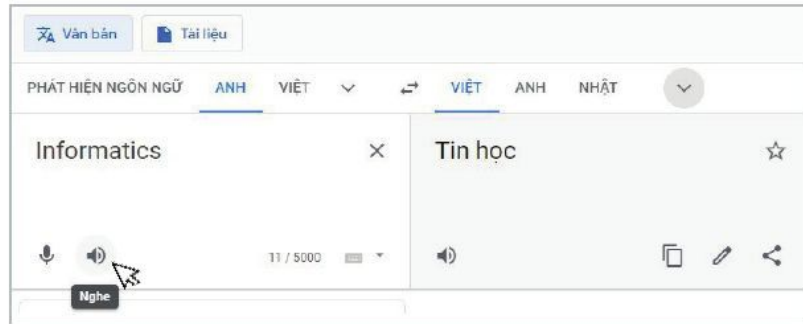 Văn bản Tài liệu
PHÁT HIỆN NGÔN NGỮ ANH VIỆT VIỆT ANH NHẬT
Informatics Tin học
11 / 5000
Nghe